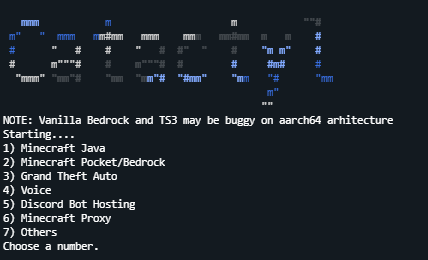 Catactyl
NOTE: Vanilla Bedrock and TS3 may be buggy on aarch64 arhitecture
Starting....
1) Minecraft Java
2) Minecraft Pocket/Bedrock
3) Grand Theft Auto
4) Voice
5) Discord Bot Hosting
6) Minecraft Proxy
7) Others
Choose a number.